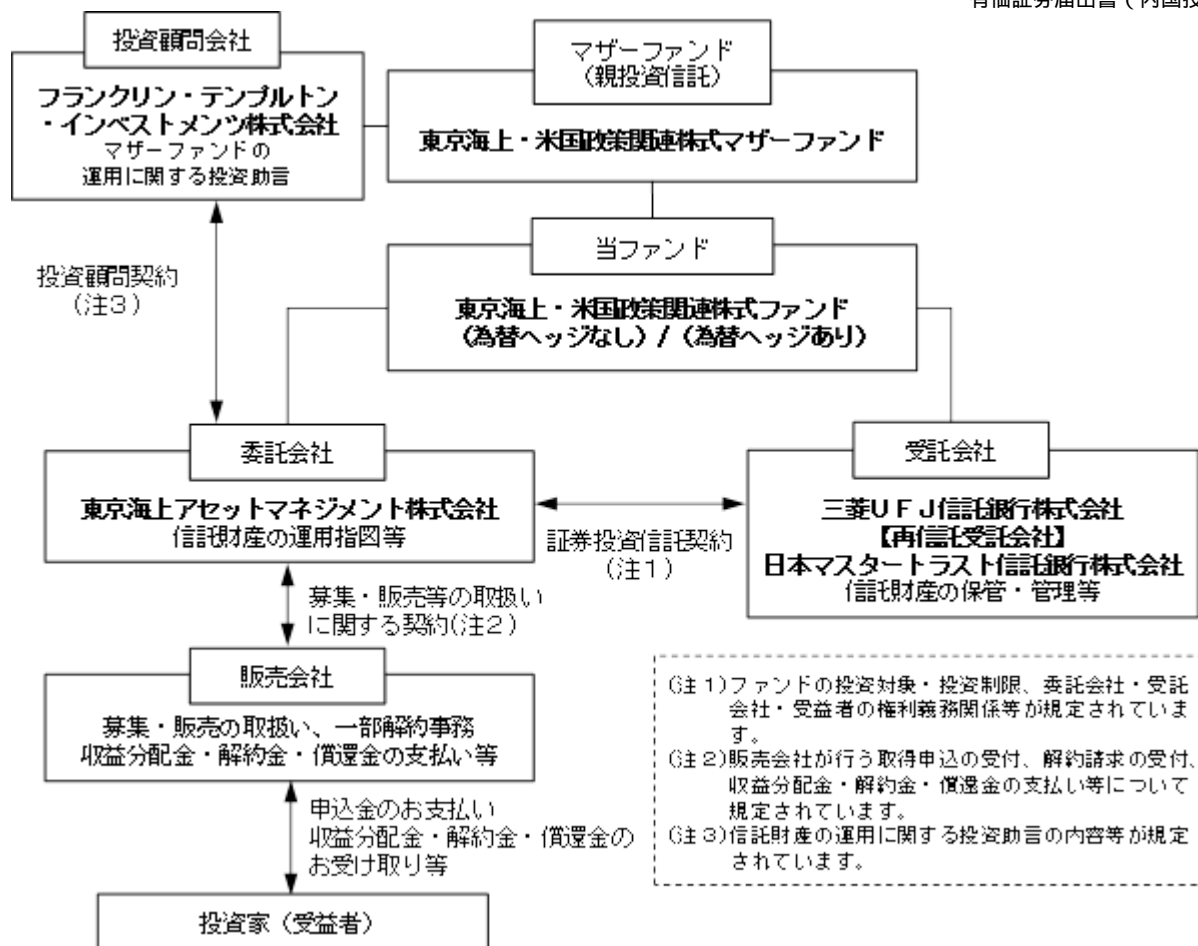 有価証券届出書(内国投
投資顧問会社
フランクリン・テンプルトン
・インベストメンツ株式会社
マザーファンドの
運用に関する投資助言
マザーファンド
(親投資信託)
東京海上・米国政策関連株式マザーファンド
当ファンド
東京海上・米国政策関連株式ファンド
(為替ヘッジなし)/(為替ヘッジあり)
投資顧問契約
(注3)
委託会社
東京海上アセットマネジメント株式会社
信託財産の運用指図等
証券投資信託契約
(注1)
受託会社
三菱UFJ信託銀行株式会社
【再信託受託会社】
日本マスタートラスト信託銀行株式会社
信託財産の保管・管理等
募集・販売等の取扱い
に関する契約(注2)
販売会社
募集・販売の取扱い、一部解約事務
収益分配金・解約金・償還金の支払い等
申込金のお支払い
収益分配金・解約金・償還金の
お受け取り等
投資家(受益者)
(注1)ファンドの投資対象・投資制限、委託会社・受託
会社・受益者の権利義務関係等が規定されていま
す。
(注2)販売会社が行う取得申込の受付、解約請求の受付、
収益分配金・解約金・償還金の支払い等について
規定されています。
(注3)信託財産の運用に関する投資助言の内容等が規定
されています。